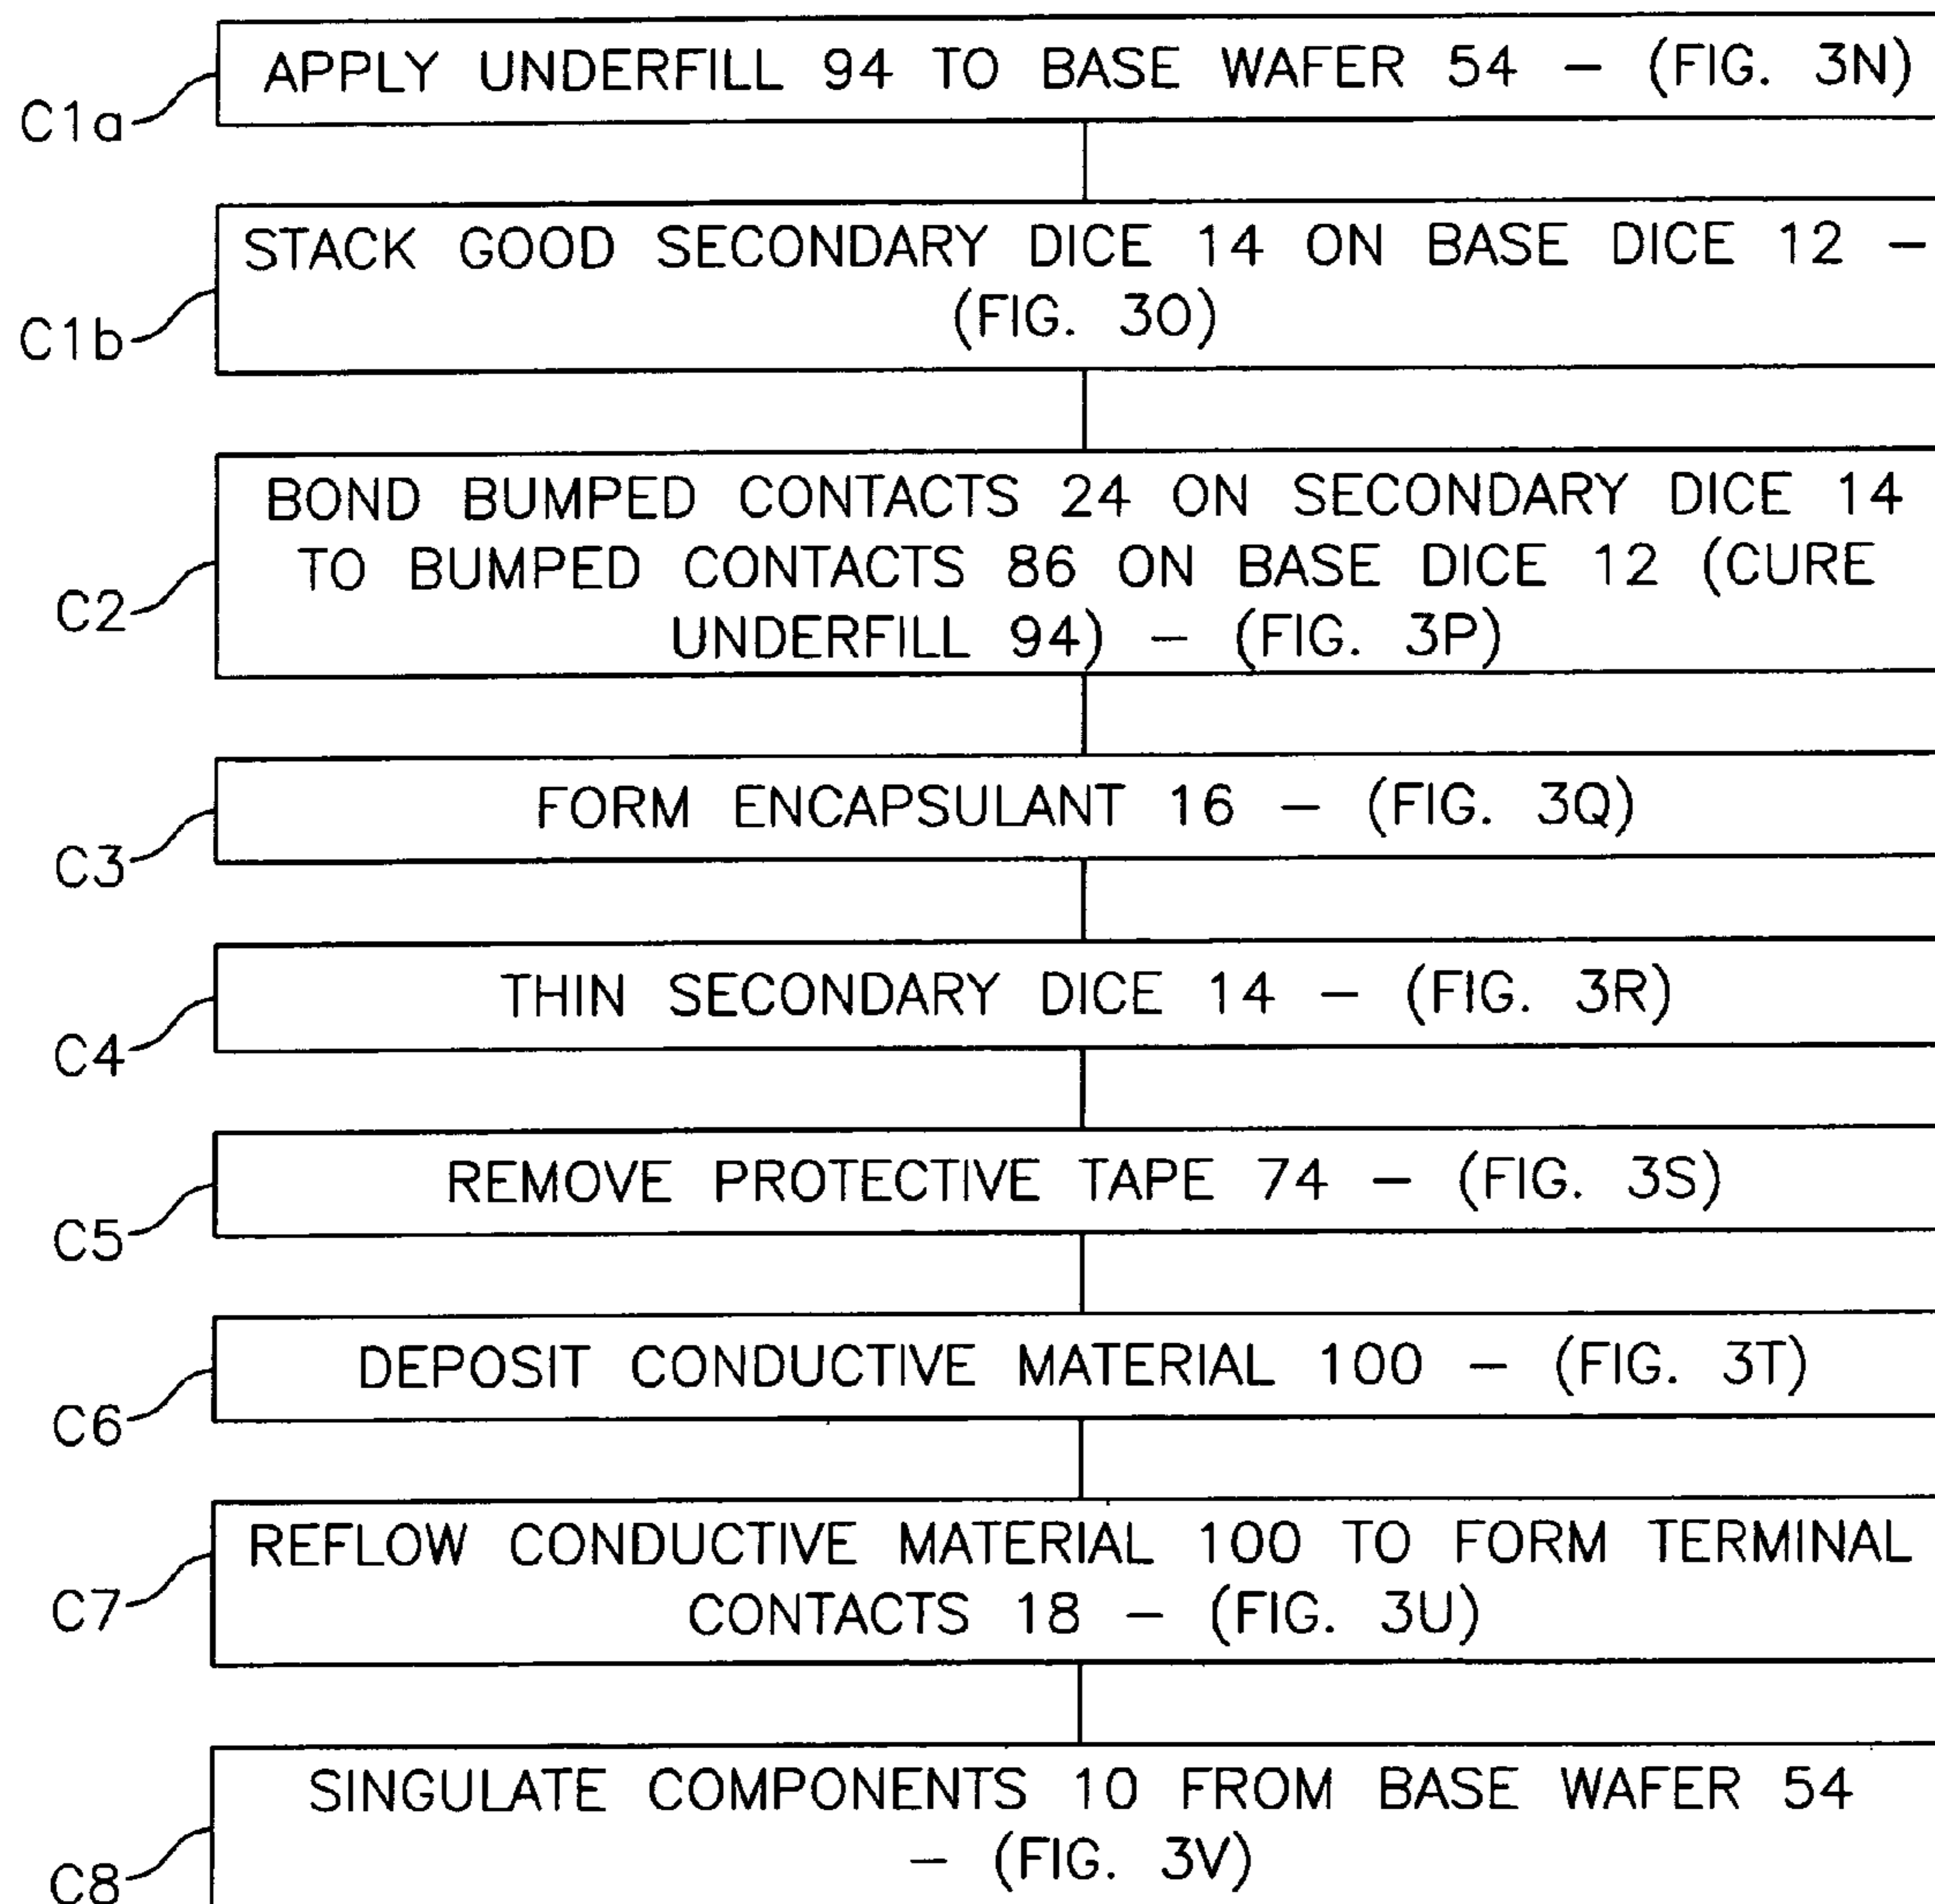 C1a
APPLY UNDERFILL 94 TO BASE WAFER 54 – (FIG. 3N)
C1b
STACK GOOD SECONDARY DICE 14 ON BASE DICE 12 –
(FIG. 3O)
C2
BOND BUMPED CONTACTS 24 ON SECONDARY DICE 14
TO BUMPED CONTACTS 86 ON BASE DICE 12 (CURE
UNDERFILL 94) – (FIG. 3P)
C3
FORM ENCAPSULANT 16 – (FIG. 3Q)
C4
THIN SECONDARY DICE 14 – (FIG. 3R)
C5
REMOVE PROTECTIVE TAPE 74 – (FIG. 3S)
C6
DEPOSIT CONDUCTIVE MATERIAL 100 – (FIG. 3T)
C7
REFLOW CONDUCTIVE MATERIAL 100 TO FORM TERMINAL
CONTACTS 18 – (FIG. 3U)
C8
SINGULATE COMPONENTS 10 FROM BASE WAFER 54
– (FIG. 3V)